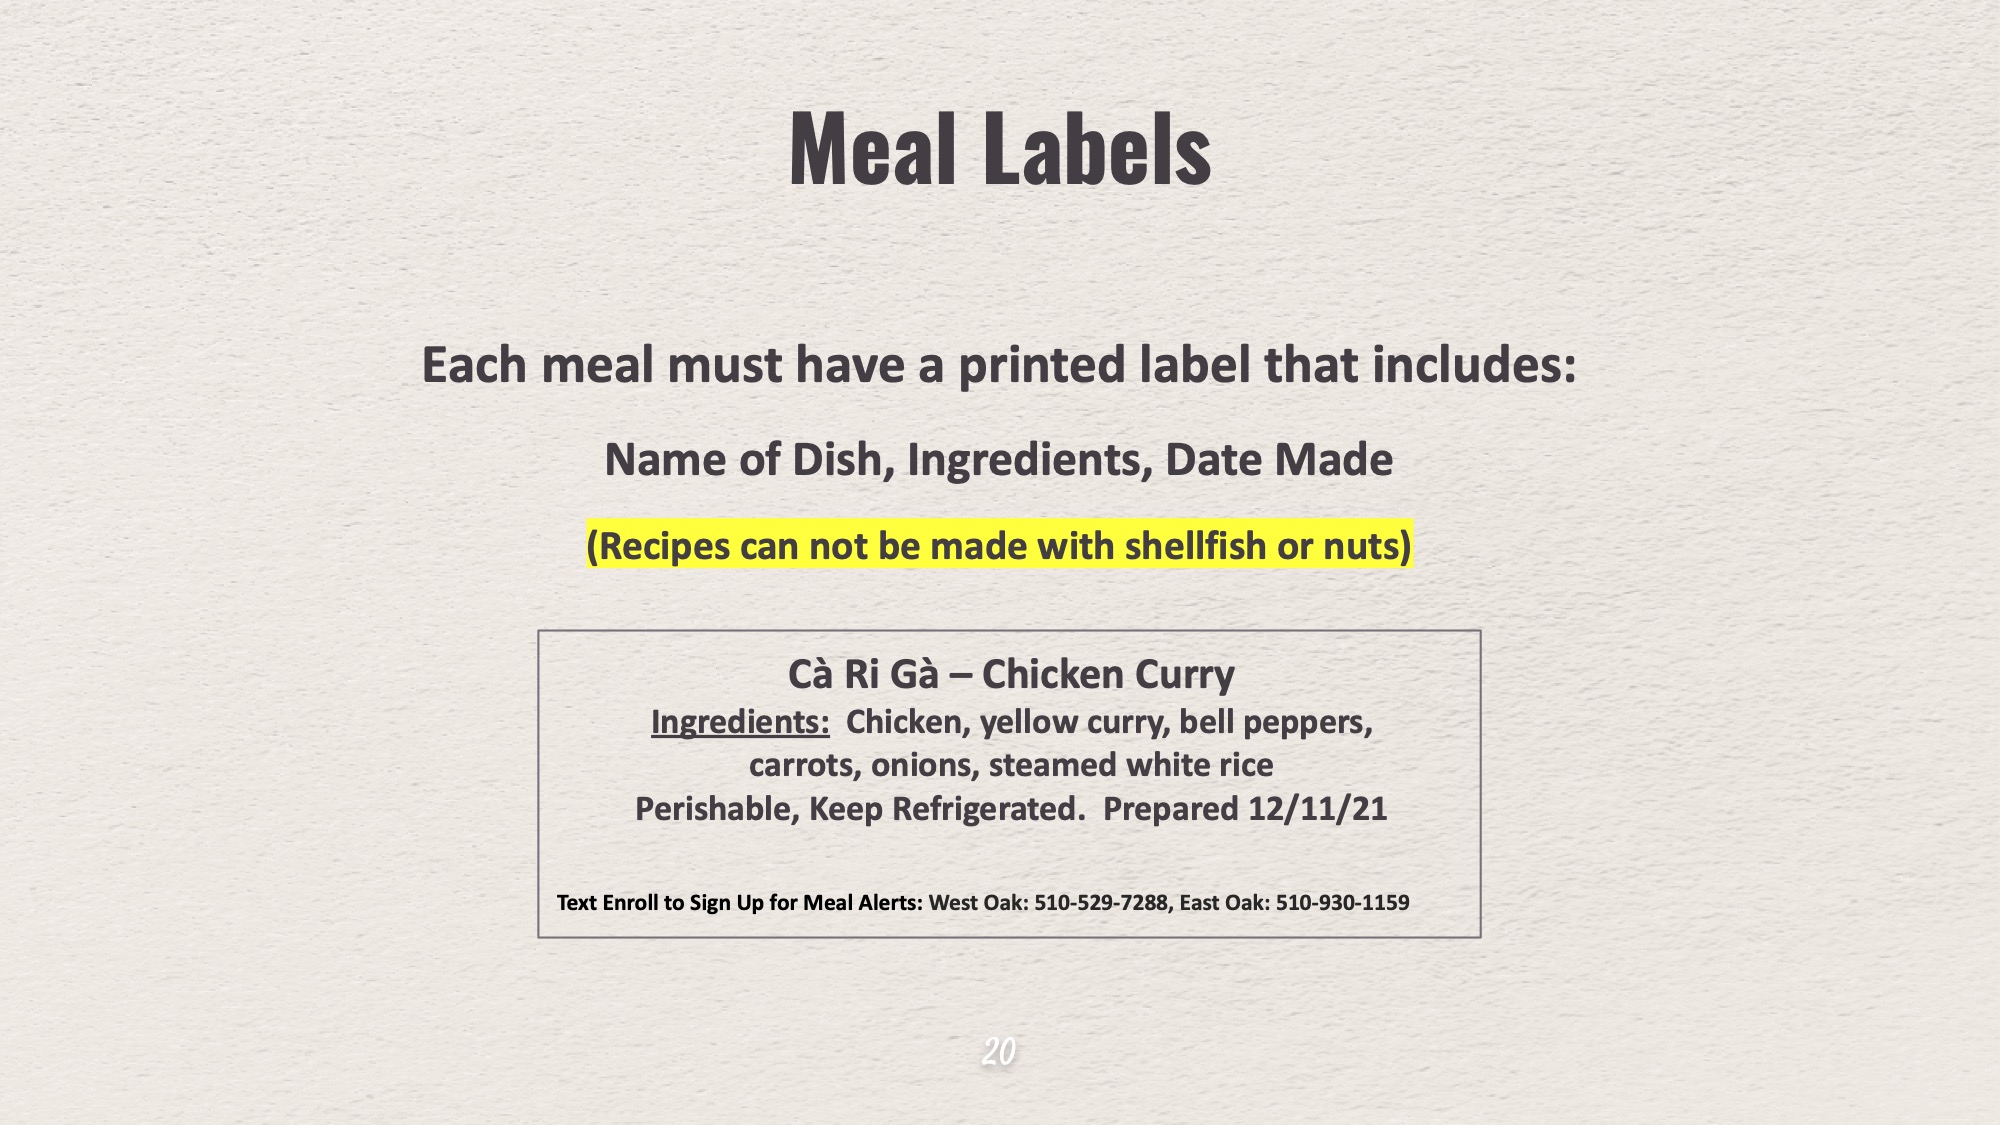 Meal Labels
Each meal must have a printed label that includes:
Name of Dish, Ingredients, Date Made
(Recipes can not be made with shellfish or nuts)
Cà Ri Gà – Chicken Curry
Ingredients:  Chicken, yellow curry, bell peppers,
carrots, onions, steamed white rice
Perishable, Keep Refrigerated.  Prepared 12/11/21
Text Enroll to Sign Up for Meal Alerts: West Oak: 510-529-7288, East Oak: 510-930-1159
20